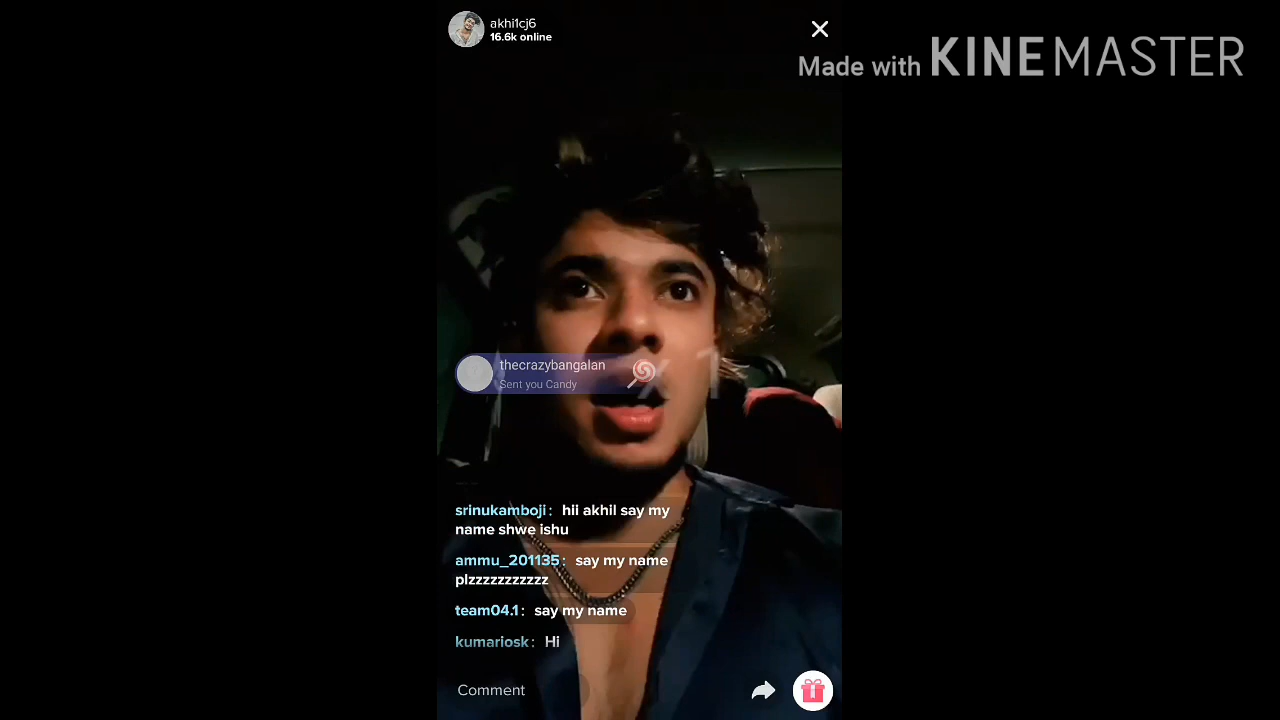 akhi1cj6
16.6k online
Made with KINEMASTER
thecrazybangalan
Sent you Candy
x 1
srinukamboji: hii akhil say my
name shwe ishu
ammu_201135: say my name
plzzzzzzzzzzz
team04.1: say my name
kumariosk: Hi
Comment